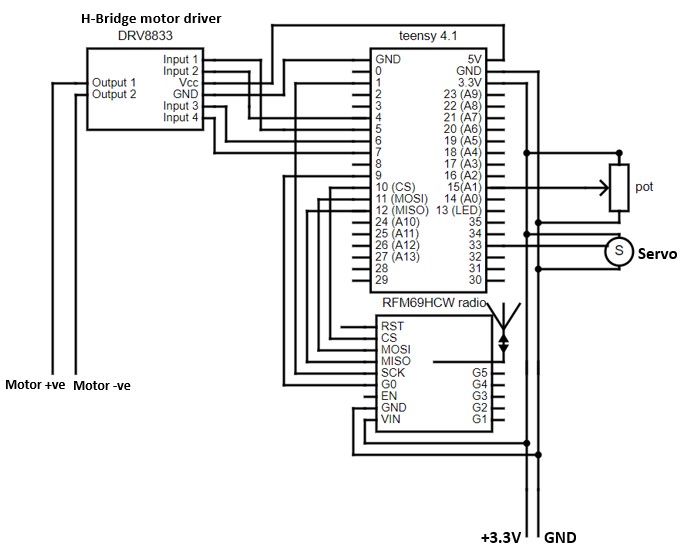 H-Bridge motor driver
DRV8833
Input 1
Input 2
Vcc
GND
Input 3
Input 4
Output 1
Output 2
teensy 4.1
GND
0
1
2
3
4
5
6
7
8
9
10 (CS)
11 (MOSI)
12 (MISO)
24 (A10)
25 (A11)
26 (A12)
27 (A13)
28
29
5V
GND
3.3V
23 (A9)
22 (A8)
21 (A7)
20 (A6)
19 (A5)
18 (A4)
17 (A3)
16 (A2)
15(A1)
14 (A0)
13 (LED)
35
34
33
32
31
30
pot
S
Servo
RFM69HCW radio
RST
CS
MOSI
MISO
SCK
G0
EN
GND
VIN
G5
G4
G3
G2
G1
Motor +ve
Motor -ve
+3.3V
GND